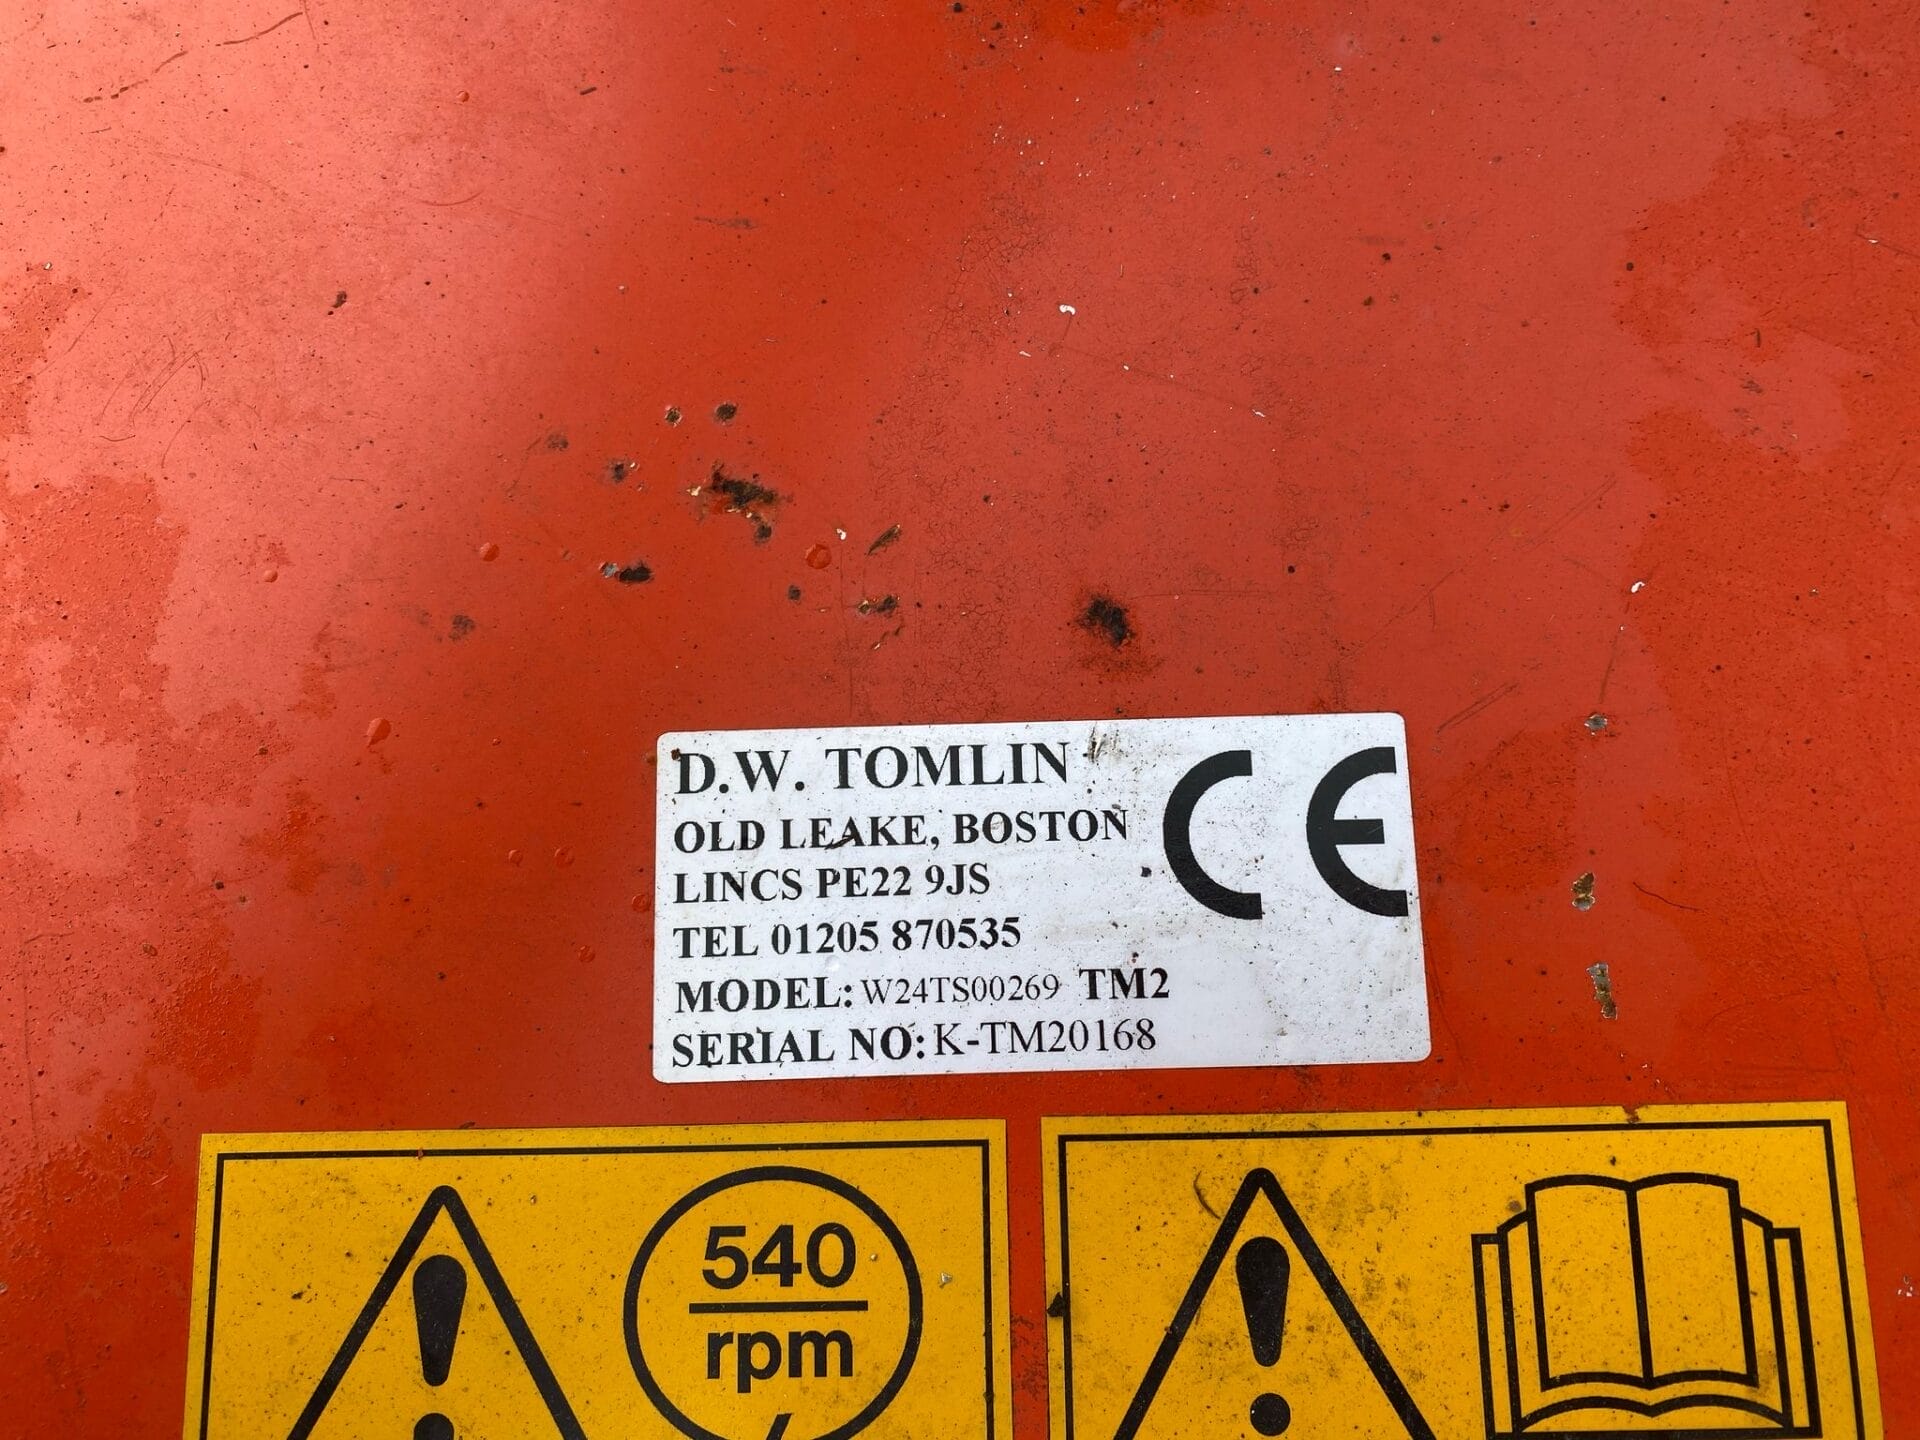 D.W. TOMLIN
OLD LEAKE, BOSTON
LINCS PE22 9JS
TEL 01205 870535
MODEL: W24TS00269 TM2
SERIAL NO: K-TM20168
CE
540
rpm